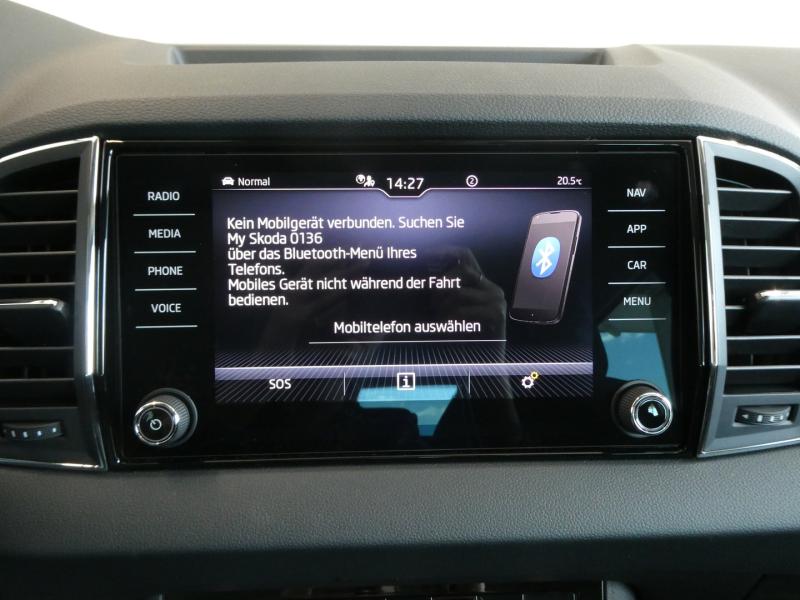 RADIO
MEDIA
PHONE
VOICE
Normal
14:27
2
20.5°C
Kein Mobilgerät verbunden. Suchen Sie
My Skoda 0136
über das Bluetooth-Menü Ihres
Telefons.
Mobiles Gerät nicht während der Fahrt
bedienen.
Mobiltelefon auswählen
SOS
NAV
APP
CAR
MENU